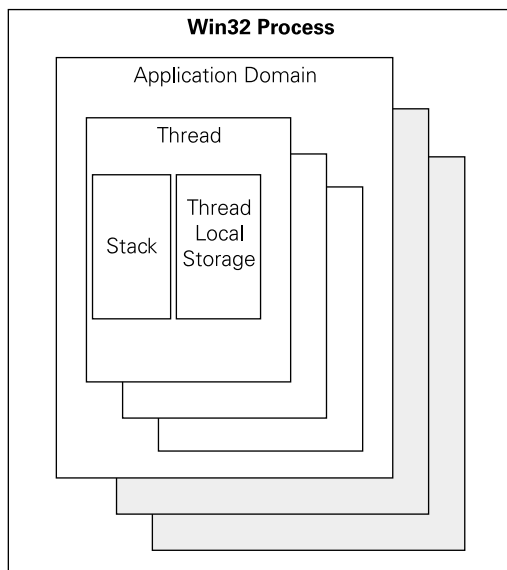 Win32 Process
Application Domain
Thread
Stack
Thread
Local
Storage